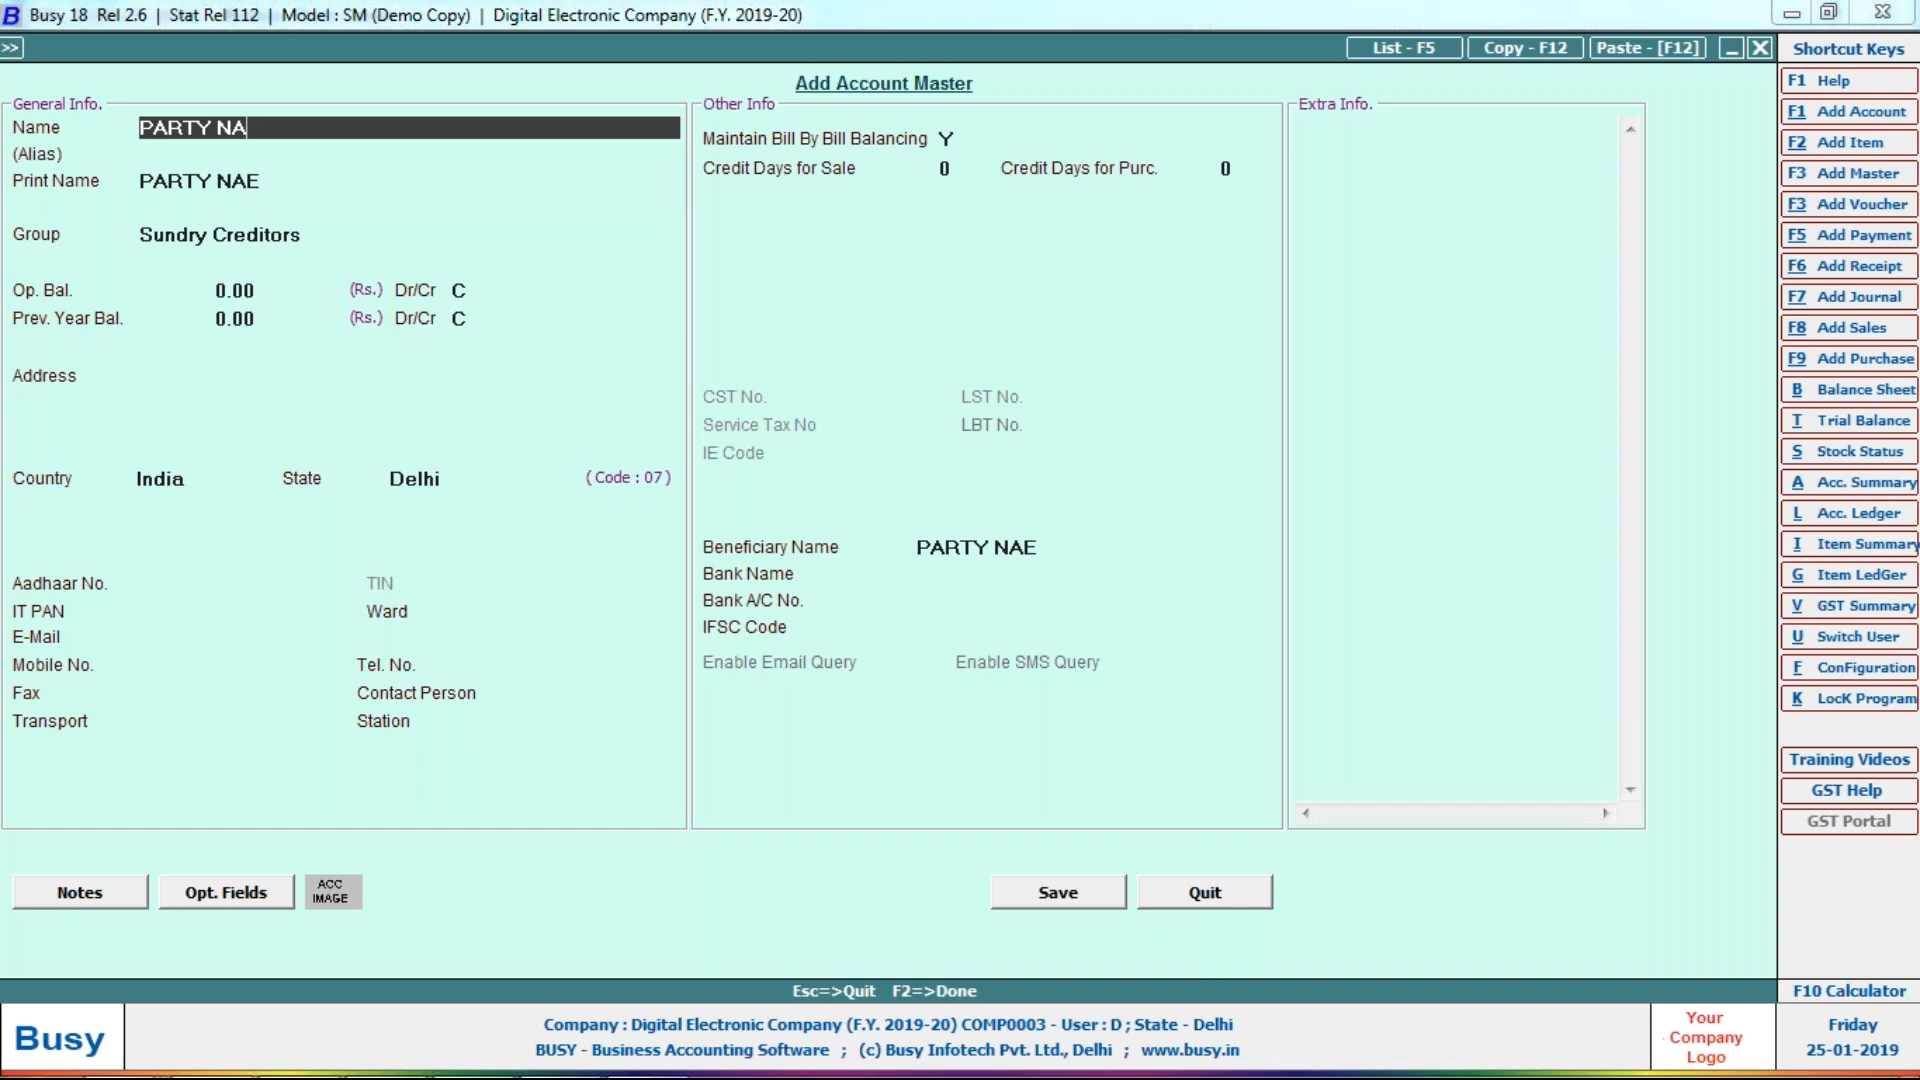 Busy 18 Rel 2.6 | Stat Rel 112 | Model : SM (Demo Copy) | Digital Electronic Company (F.Y. 2019-20)
>> List - F5 Copy - F12 Paste - [F12] Shortcut Keys
Add Account Master
General Info. Other Info Extra Info.
Name PARTY NA
(Alias)
Print Name PARTY NAE
Group Sundry Creditors
Op. Bal. 0.00 (Rs.) Dr/Cr C
Prev. Year Bal. 0.00 (Rs.) Dr/Cr C
Address
Country India State Delhi ( Code : 07 )
Aadhaar No. TIN
IT PAN Ward
E-Mail
Mobile No. Tel. No.
Fax Contact Person
Transport Station
Maintain Bill By Bill Balancing Y
Credit Days for Sale 0 Credit Days for Purc. 0
CST No. LST No.
Service Tax No LBT No.
IE Code
Beneficiary Name PARTY NAE
Bank Name
Bank A/C No.
IFSC Code
Enable Email Query Enable SMS Query
Notes Opt. Fields ACC IMAGE Save Quit
F1 Help
F1 Add Account
F2 Add Item
F3 Add Master
F3 Add Voucher
F5 Add Payment
F6 Add Receipt
F7 Add Journal
F8 Add Sales
F9 Add Purchase
B Balance Sheet
T Trial Balance
S Stock Status
A Acc. Summary
L Acc. Ledger
I Item Summary
G Item LedGer
V GST Summary
U Switch User
F ConFiguration
K LocK Program
Training Videos
GST Help
GST Portal
Esc=>Quit F2=>Done F10 Calculator
Busy
Company : Digital Electronic Company (F.Y. 2019-20) COMP0003 - User : D ; State - Delhi
BUSY - Business Accounting Software ; (c) Busy Infotech Pvt. Ltd., Delhi ; www.busy.in
Your
Company
Logo
Friday
25-01-2019